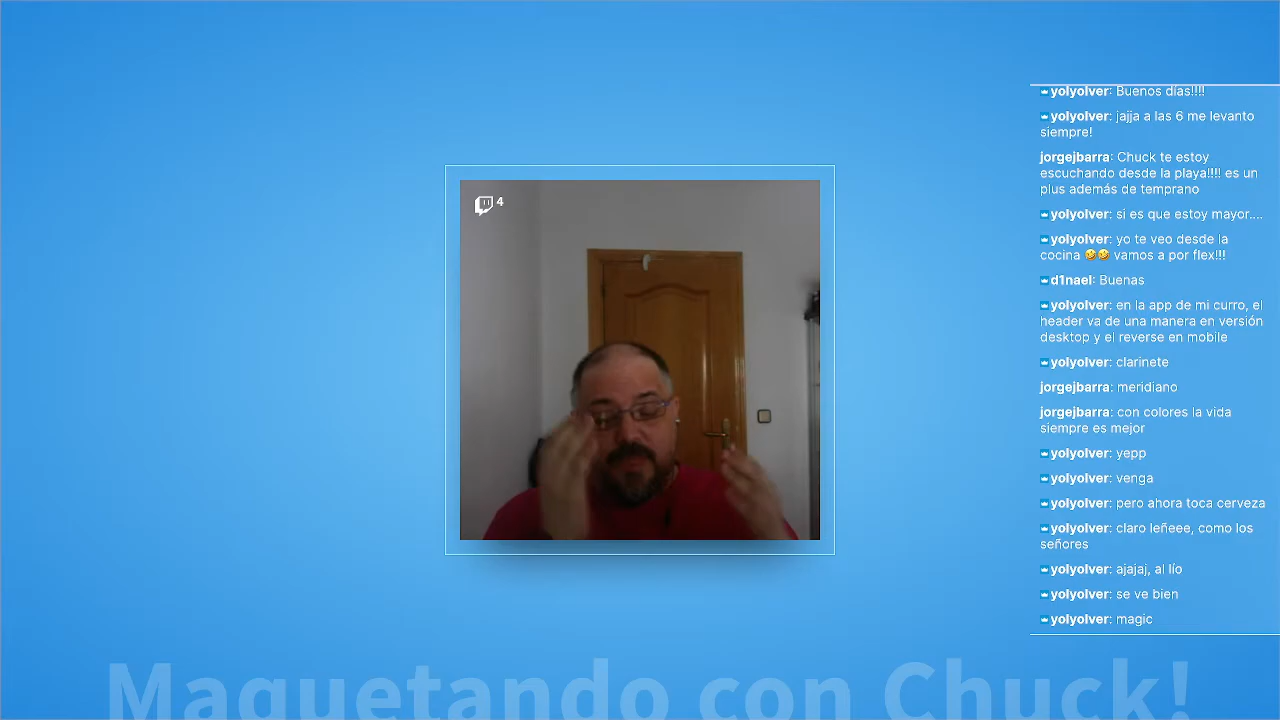 4
yolyolver: Buenos días!!!!
yolyolver: jajja a las 6 me levanto
siempre!
jorgejbarra: Chuck te estoy
escuchando desde la playa!!!! es un
plus además de temprano
yolyolver: si es que estoy mayor....
yolyolver: yo te veo desde la
cocina 🤣🤣 vamos a por flex!!!
d1nael: Buenas
yolyolver: en la app de mi curro, el
header va de una manera en versión
desktop y el reverse en mobile
yolyolver: clarinete
jorgejbarra: meridiano
jorgejbarra: con colores la vida
siempre es mejor
yolyolver: yepp
yolyolver: venga
yolyolver: pero ahora toca cerveza
yolyolver: claro leñeee, como los
señores
yolyolver: ajajaj, al lío
yolyolver: se ve bien
yolyolver: magic
Maquetando con Chuck!